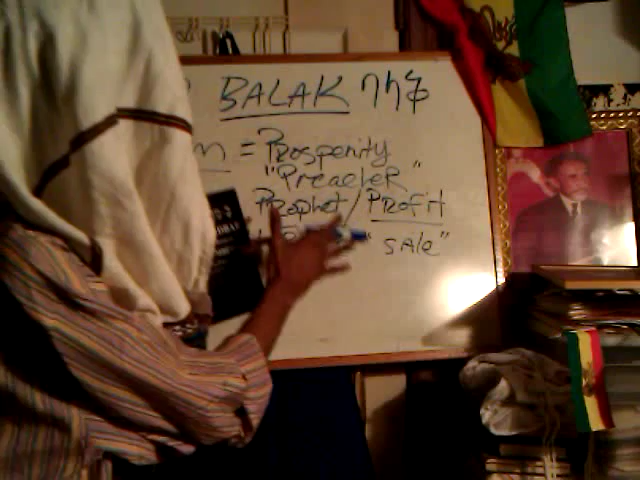 BALAK ባላቅ
m = PRosperity
"PReacheR"
PRophet / PRofit
"sale"